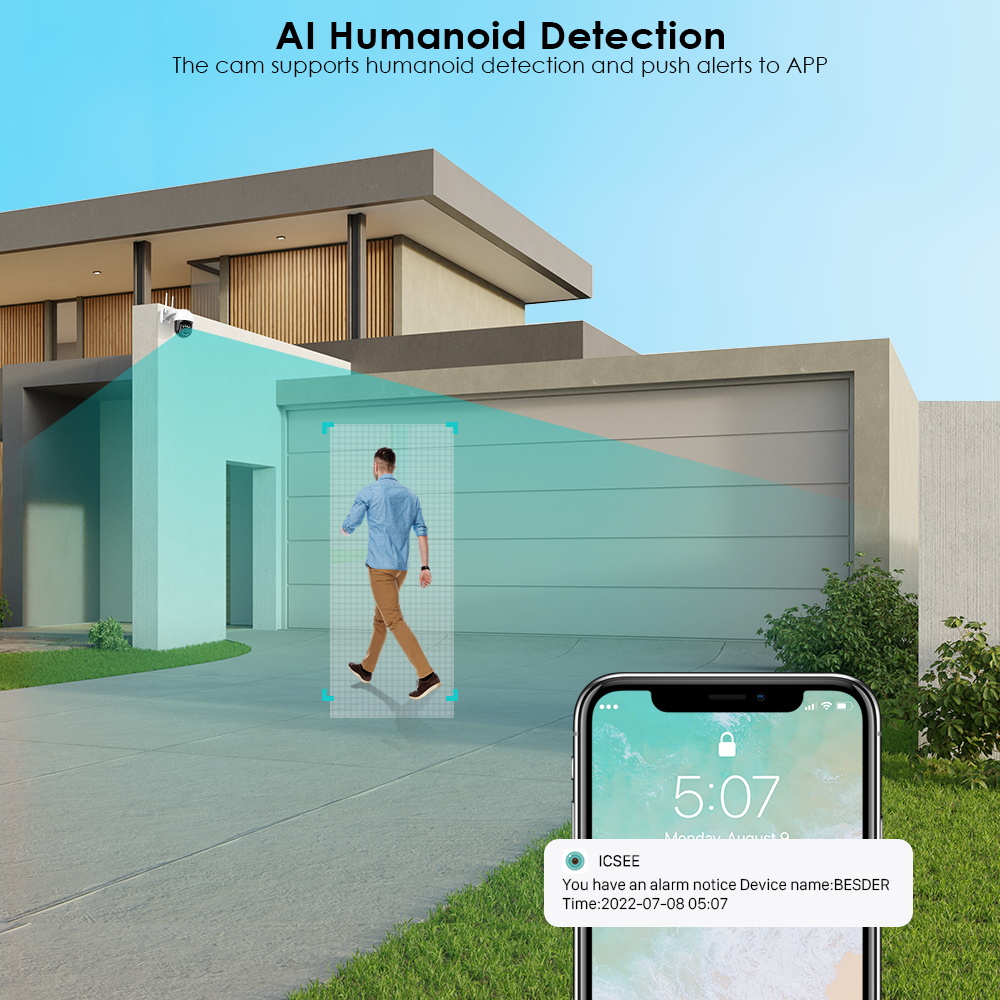 AI Humanoid Detection
The cam supports humanoid detection and push alerts to APP
5:07
Monday, August 9
ICSEE
You have an alarm notice Device name:BESDER
Time:2022-07-08 05:07